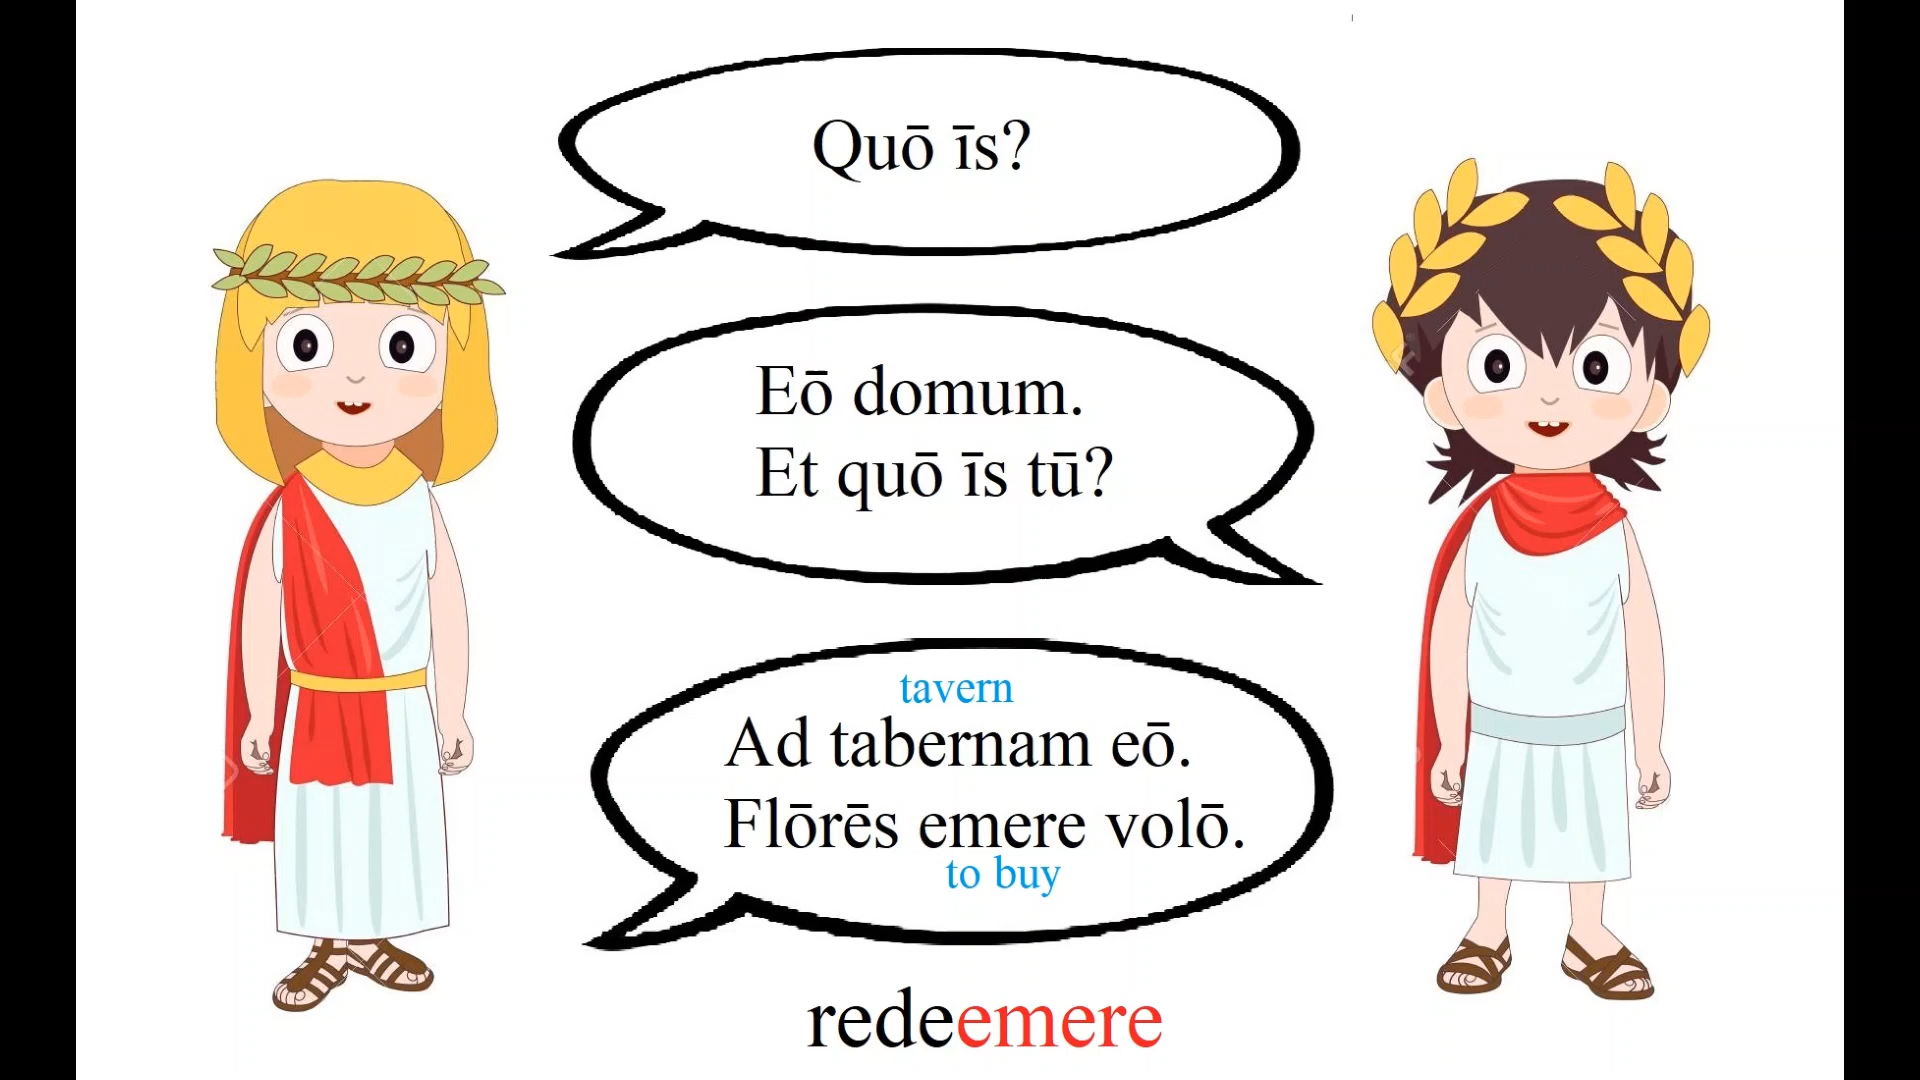 Quō īs?
Eō domum.
Et quō īs tū?
tavern
Ad tabernam eō.
Flōrēs emere volō.
to buy
redeemere